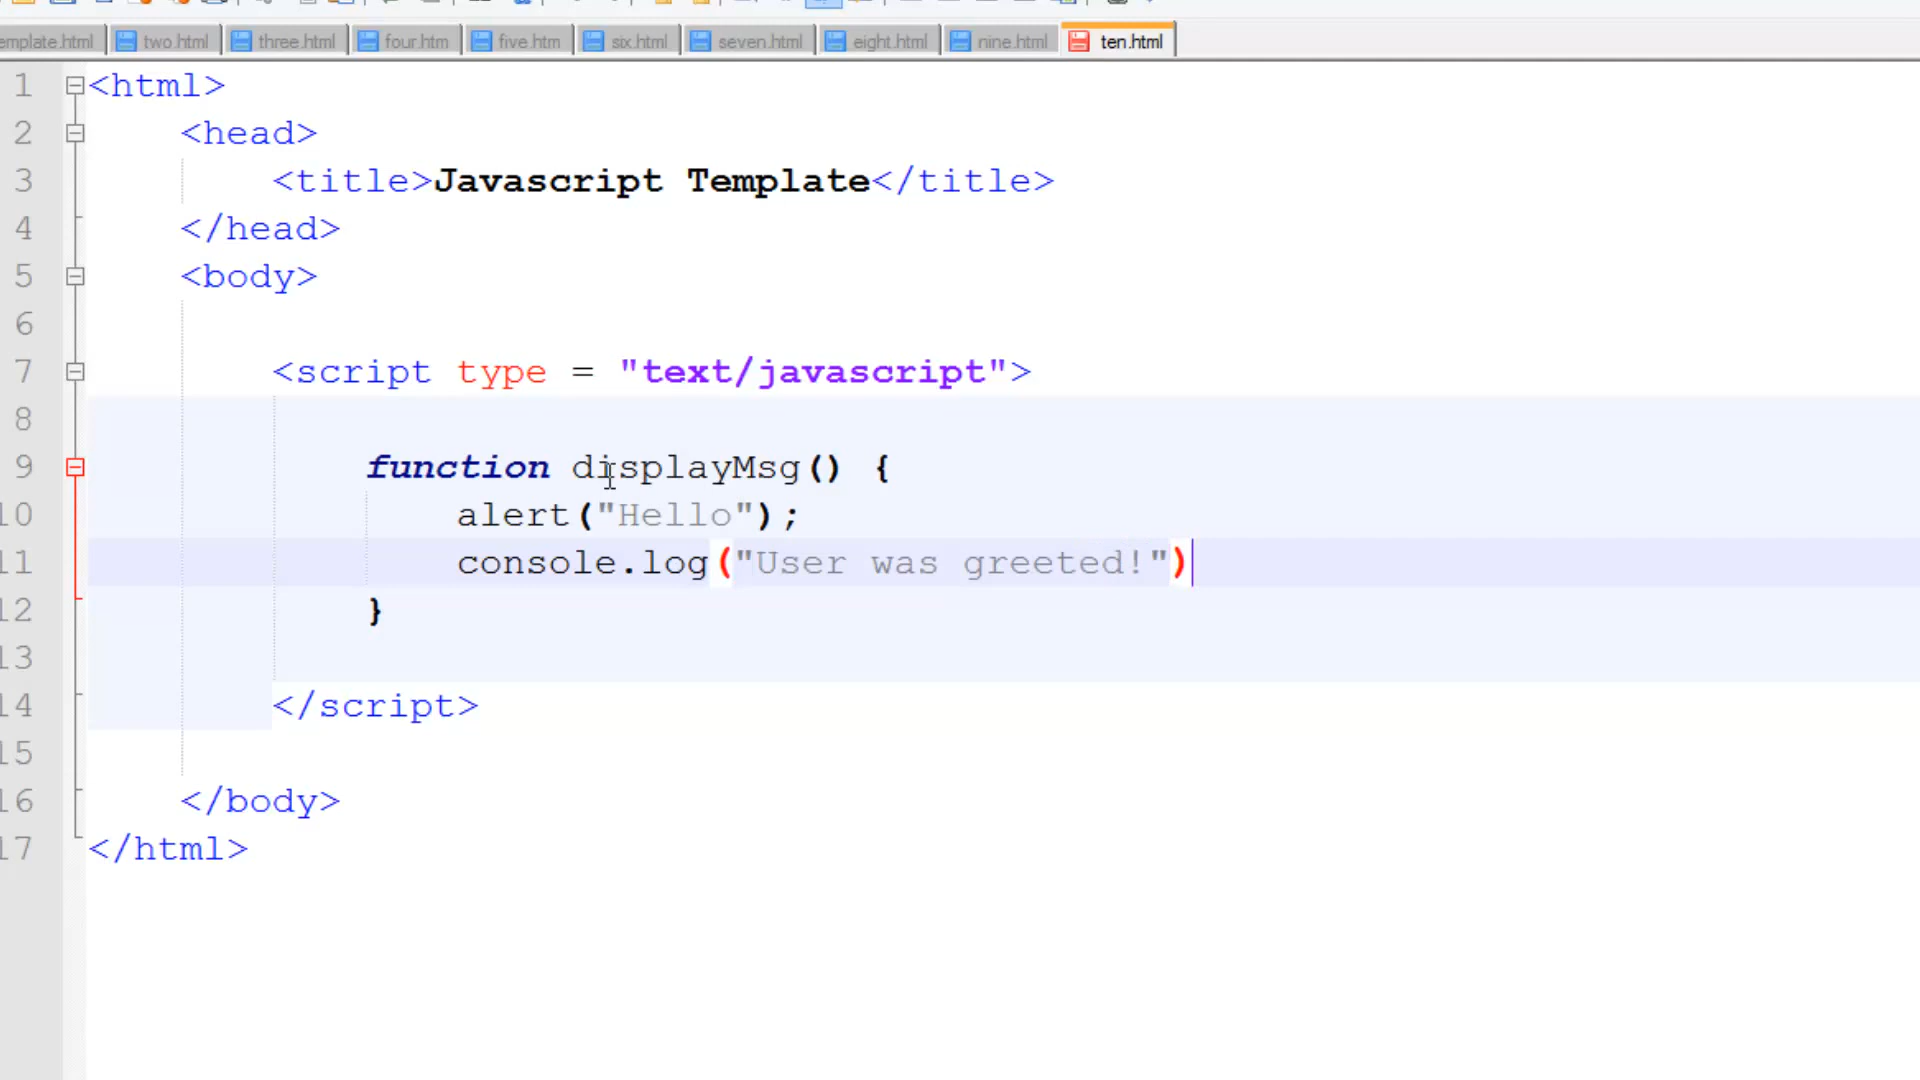 emplate.html two.html three.html four.htm five.htm six.html seven.html eight.html nine.html ten.html
1 <html>
2 <head>
3 <title>Javascript Template</title>
4 </head>
5 <body>
6
7 <script type = "text/javascript">
8
9 function displayMsg() {
10 alert("Hello");
11 console.log("User was greeted!")
12 }
13
14 </script>
15
16 </body>
17 </html>